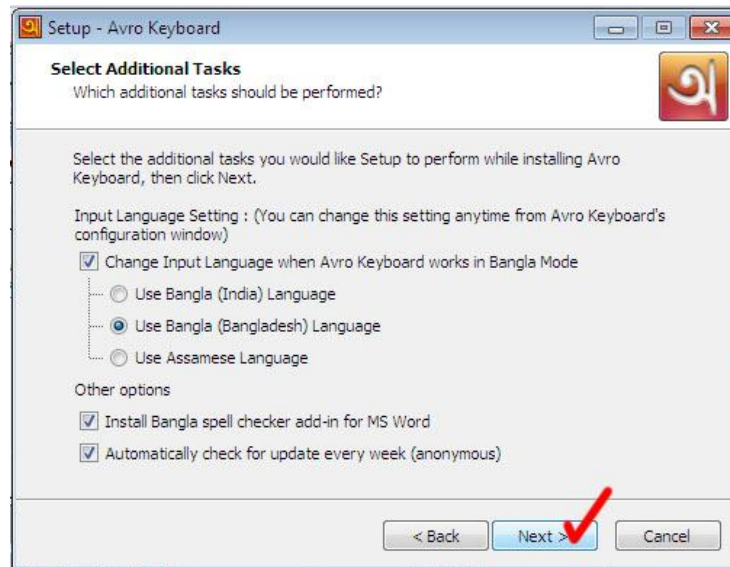 Setup - Avro Keyboard
Select Additional Tasks
Which additional tasks should be performed?
অ
Select the additional tasks you would like Setup to perform while installing Avro
Keyboard, then click Next.
Input Language Setting : (You can change this setting anytime from Avro Keyboard's
configuration window)
Change Input Language when Avro Keyboard works in Bangla Mode
Use Bangla (India) Language
Use Bangla (Bangladesh) Language
Use Assamese Language
Other options
Install Bangla spell checker add-in for MS Word
Automatically check for update every week (anonymous)
< Back Next > Cancel